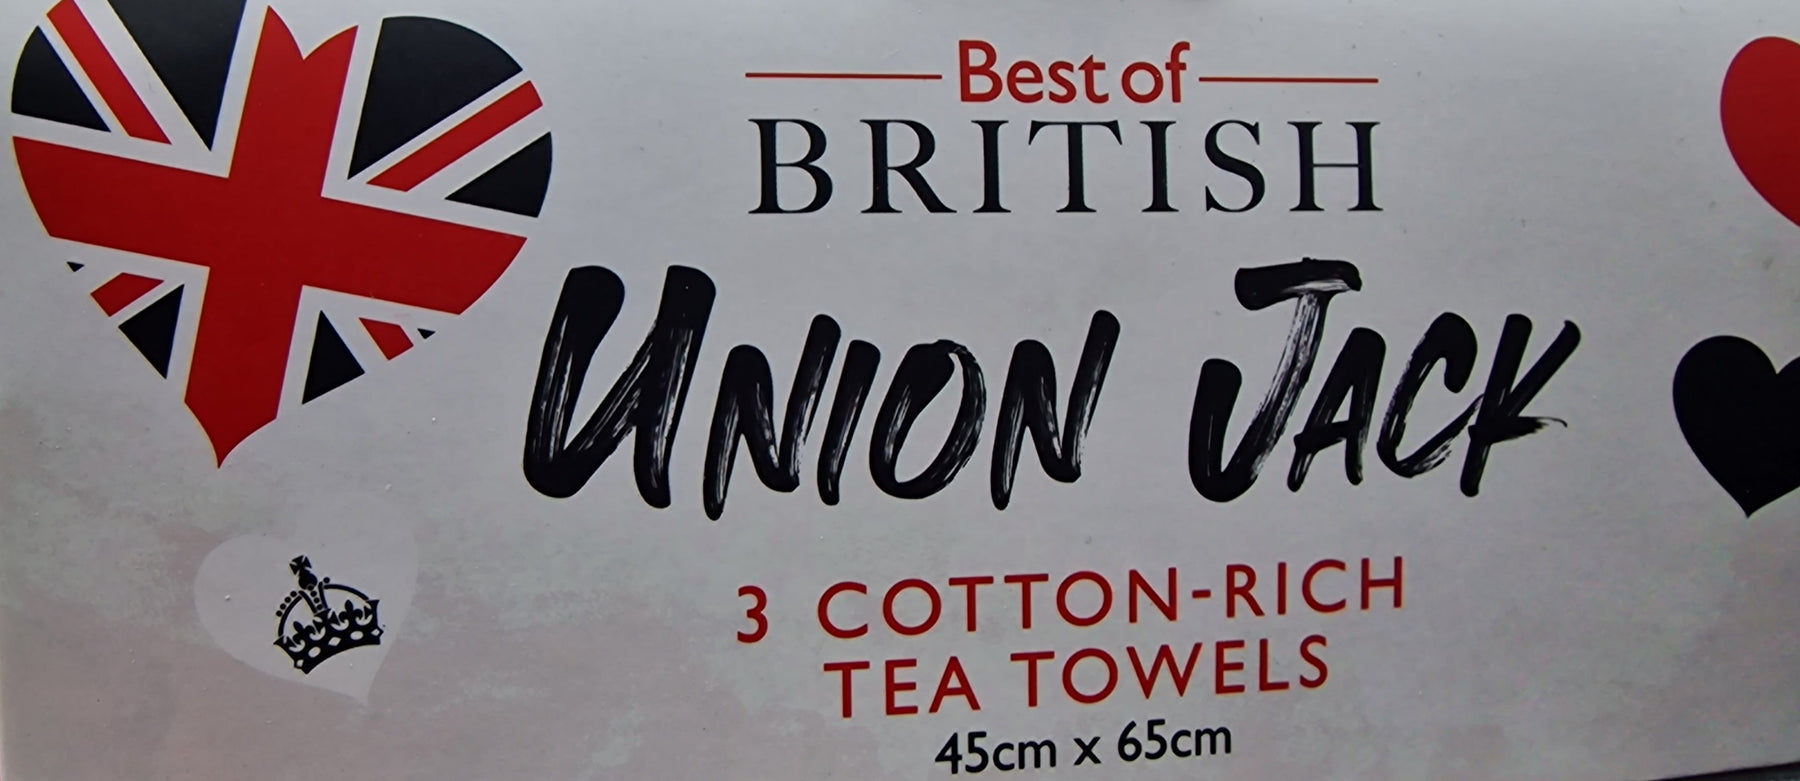 Best of
BRITISH
UNION JACK
3 COTTON-RICH
TEA TOWELS
45cm x 65cm